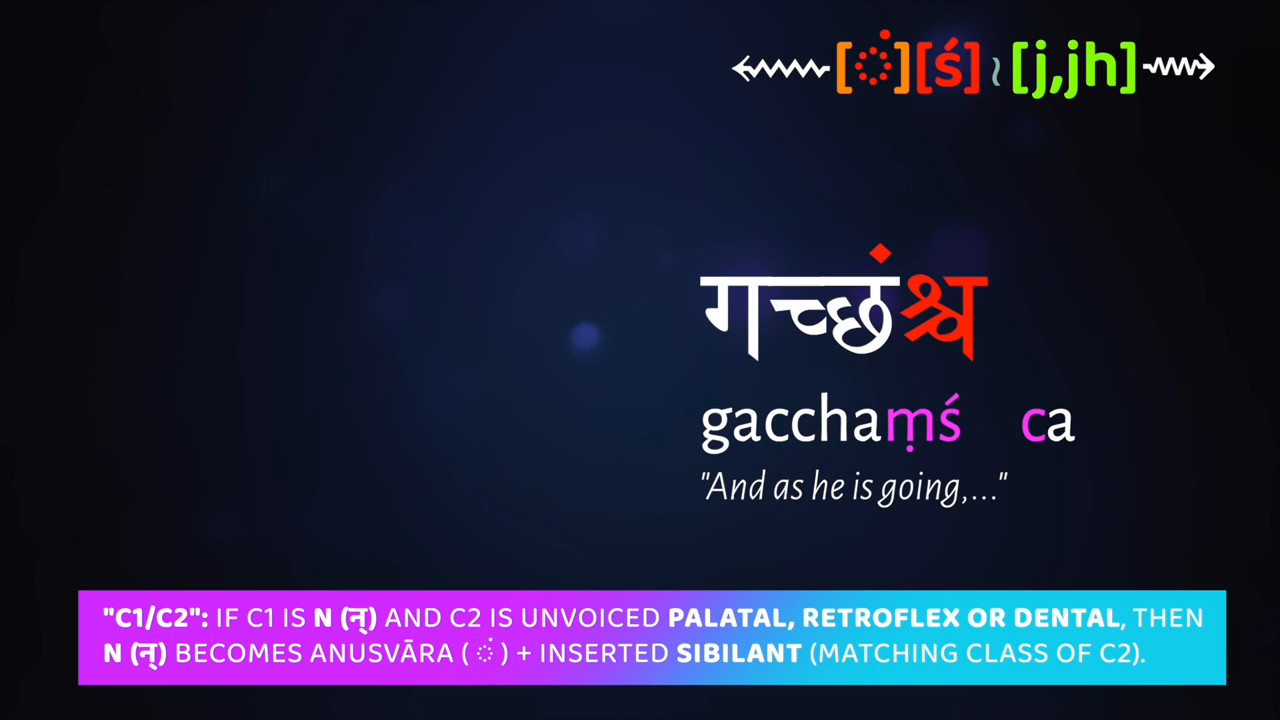 [ं][ś] ~ [j,jh]
गच्छंश्च
gacchaṃś ca
"And as he is going,..."
"C1/C2": IF C1 IS N (न्) AND C2 IS UNVOICED PALATAL, RETROFLEX OR DENTAL, THEN
N (न्) BECOMES ANUSVĀRA ( ं ) + INSERTED SIBILANT (MATCHING CLASS OF C2).